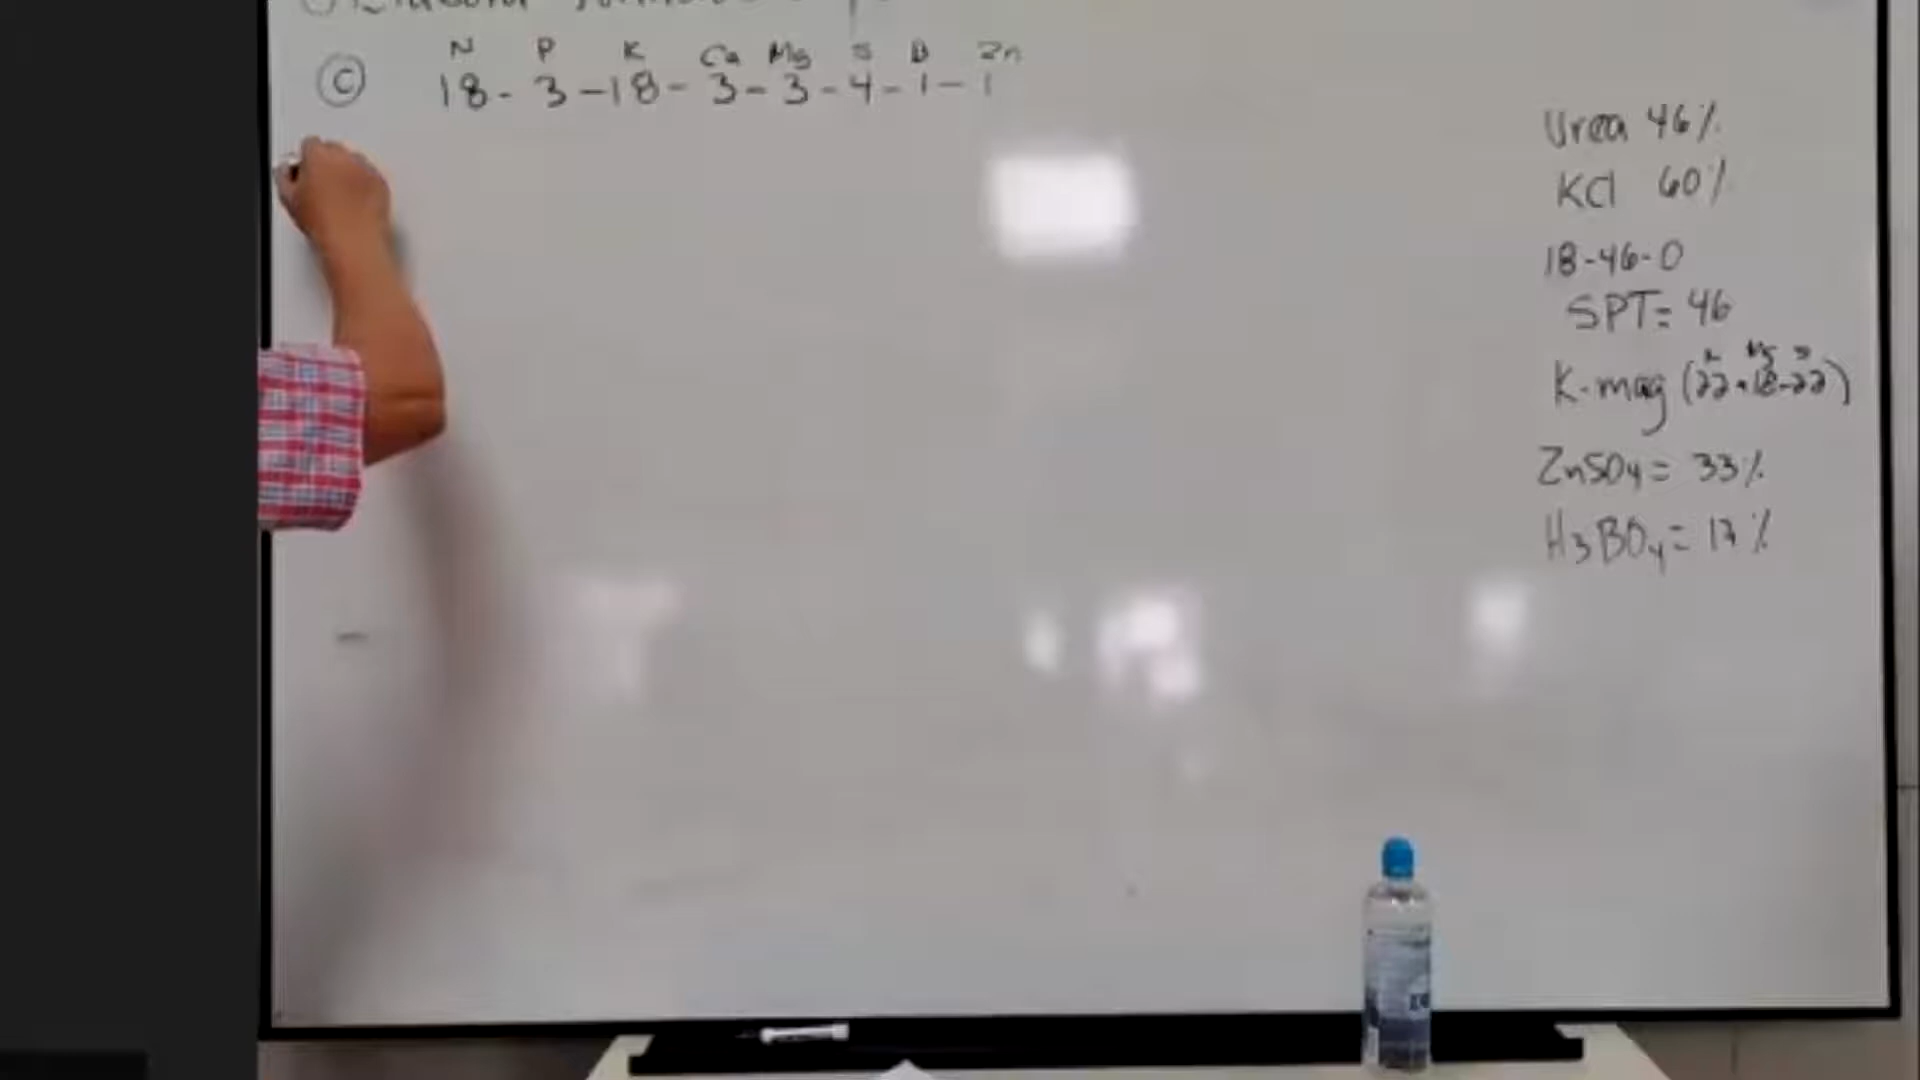 N P K Ca Mg S B Zn
C 18-3-18-3-3-4-1-1
Urea 46%
KCl 60%
18-46-0
SPT=46
K Mg S
K-mag (22-18-22)
ZnSO4=33%
H3BO4=17%